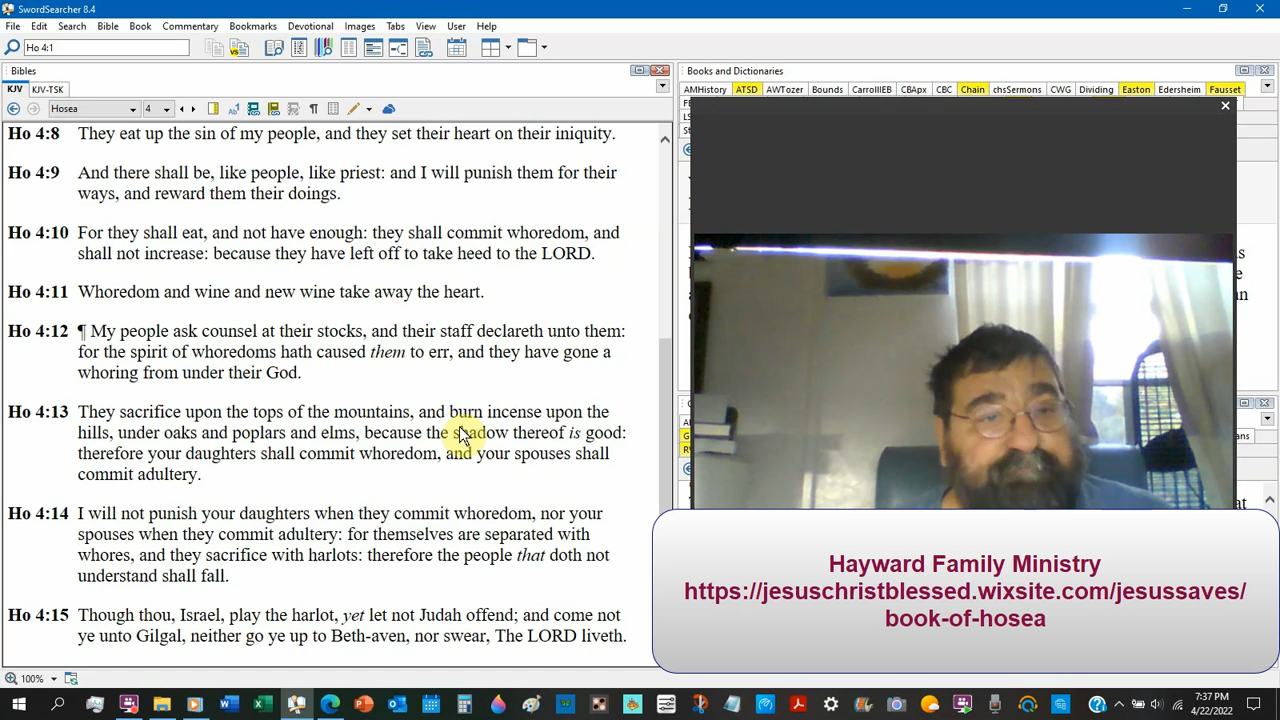 SwordSearcher 8.4
File Edit Search Bible Book Commentary Bookmarks Devotional Images Tabs View User Help
Ho 4:1
Bibles
KJV KJV-TSK
Hosea 4
Ho 4:8 They eat up the sin of my people, and they set their heart on their iniquity.
Ho 4:9 And there shall be, like people, like priest: and I will punish them for their
ways, and reward them their doings.
Ho 4:10 For they shall eat, and not have enough: they shall commit whoredom, and
shall not increase: because they have left off to take heed to the LORD.
Ho 4:11 Whoredom and wine and new wine take away the heart.
Ho 4:12 ¶ My people ask counsel at their stocks, and their staff declareth unto them:
for the spirit of whoredoms hath caused them to err, and they have gone a
whoring from under their God.
Ho 4:13 They sacrifice upon the tops of the mountains, and burn incense upon the
hills, under oaks and poplars and elms, because the shadow thereof is good:
therefore your daughters shall commit whoredom, and your spouses shall
commit adultery.
Ho 4:14 I will not punish your daughters when they commit whoredom, nor your
spouses when they commit adultery: for themselves are separated with
whores, and they sacrifice with harlots: therefore the people that doth not
understand shall fall.
Ho 4:15 Though thou, Israel, play the harlot, yet let not Judah offend; and come not
ye unto Gilgal, neither go ye up to Beth-aven, nor swear, The LORD liveth.
100%
Books and Dictionaries
AMHistory ATSD AWTozer Bounds CarrollIEB CBApx CBC Chain chsSermons CWG Dividing Easton Edersheim Fausset
Hayward Family Ministry
https://jesuschristblessed.wixsite.com/jesussaves/
book-of-hosea
7:37 PM
4/22/2022